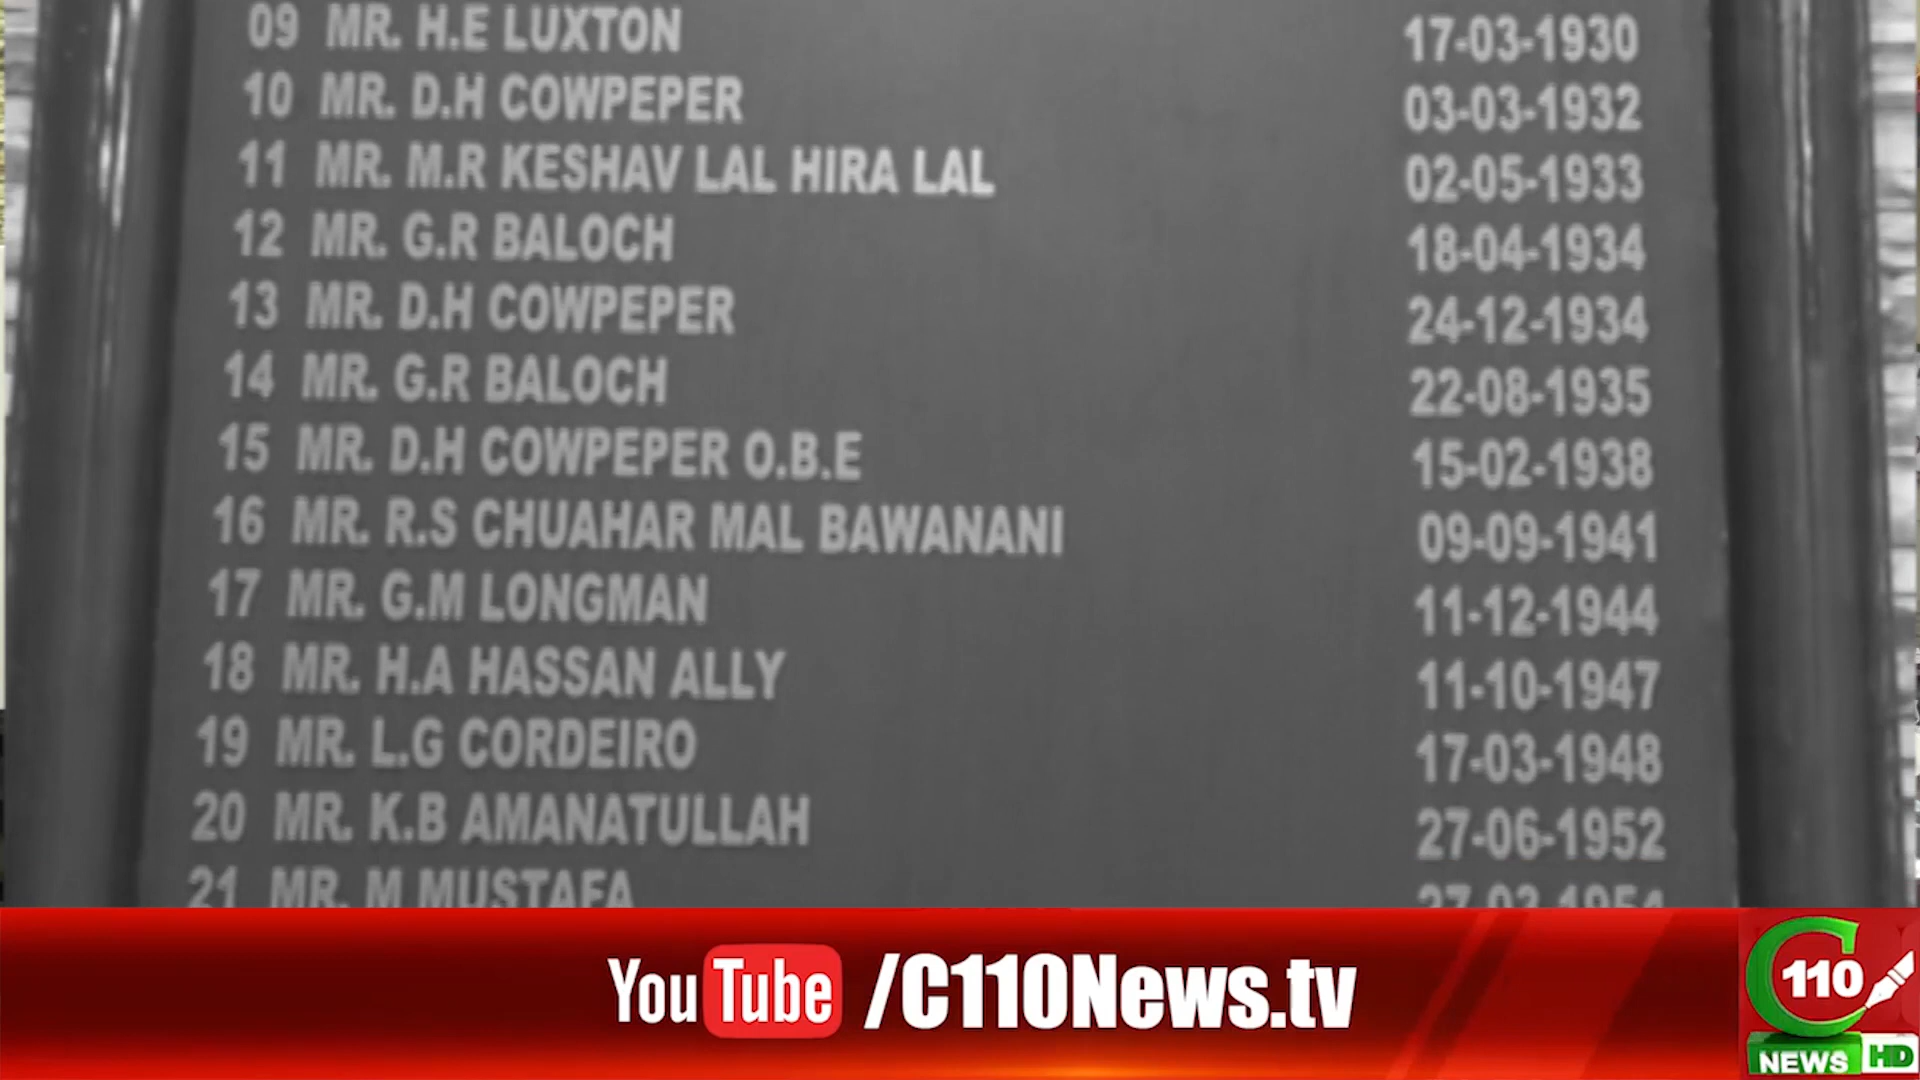 09 MR. H.E LUXTON 17-03-1930
10 MR. D.H COWPEPER 03-03-1932
11 MR. M.R KESHAV LAL HIRA LAL 02-05-1933
12 MR. G.R BALOCH 18-04-1934
13 MR. D.H COWPEPER 24-12-1934
14 MR. G.R BALOCH 22-08-1935
15 MR. D.H COWPEPER O.B.E 15-02-1938
16 MR. R.S CHUAHAR MAL BAWANANI 09-09-1941
17 MR. G.M LONGMAN 11-12-1944
18 MR. H.A HASSAN ALLY 11-10-1947
19 MR. L.G CORDEIRO 17-03-1948
20 MR. K.B AMANATULLAH 27-06-1952
21 MR. M MUSTAFA
YouTube /C110News.tv
C 110
NEWS HD